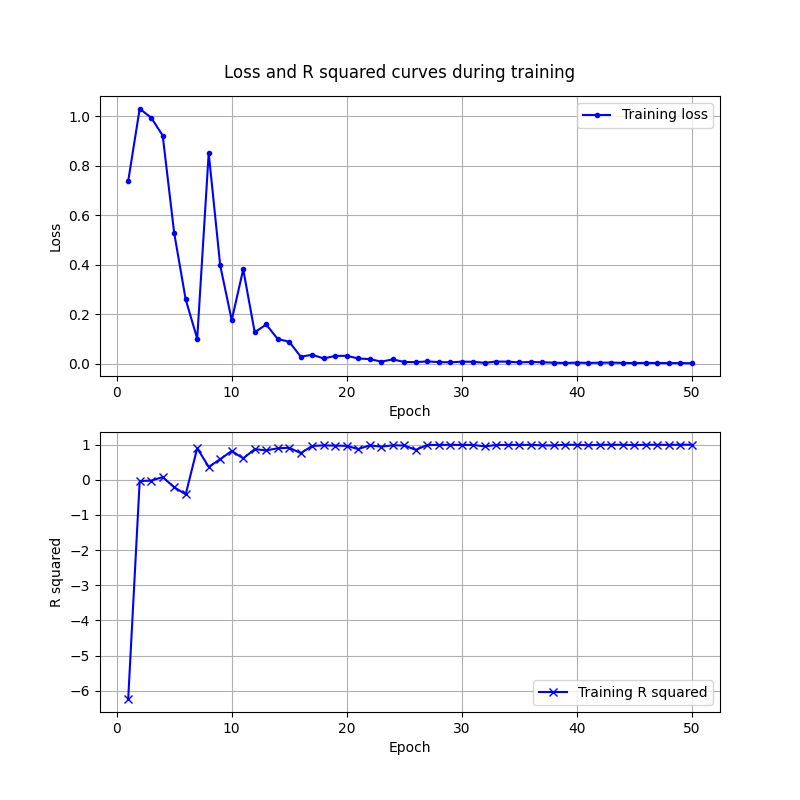 Loss and R squared curves during training
1.0
0.8
0.6
0.4
0.2
0.0
Loss
Training loss
0 10 20 30 40 50
Epoch
1
0
−1
−2
−3
−4
−5
−6
R squared
Training R squared
0 10 20 30 40 50
Epoch